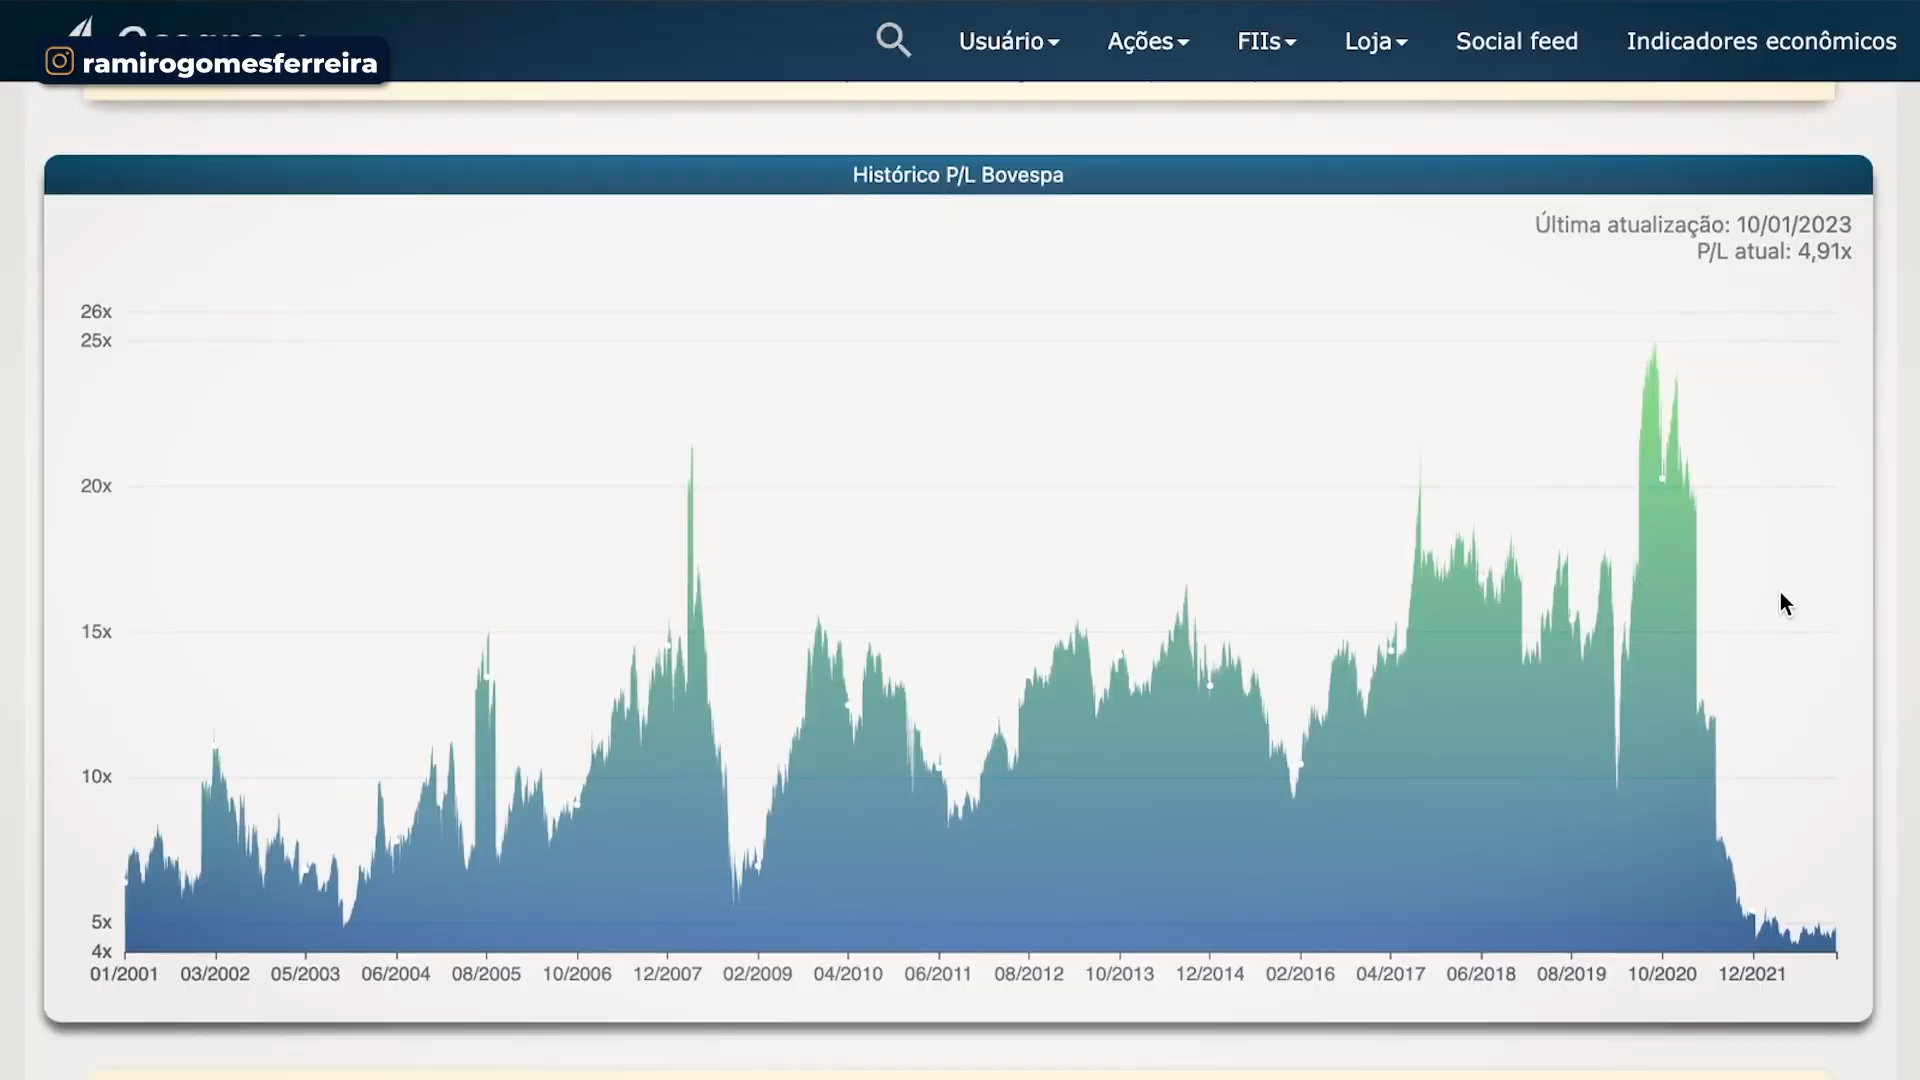 Usuário
Ações
FIIs
Loja
Social feed
Indicadores econômicos
ramirogomesferreira
Histórico P/L Bovespa
Última atualização: 10/01/2023
P/L atual: 4,91x
26x
25x
20x
15x
10x
5x
4x
01/2001 03/2002 05/2003 06/2004 08/2005 10/2006 12/2007 02/2009 04/2010 06/2011 08/2012 10/2013 12/2014 02/2016 04/2017 06/2018 08/2019 10/2020 12/2021